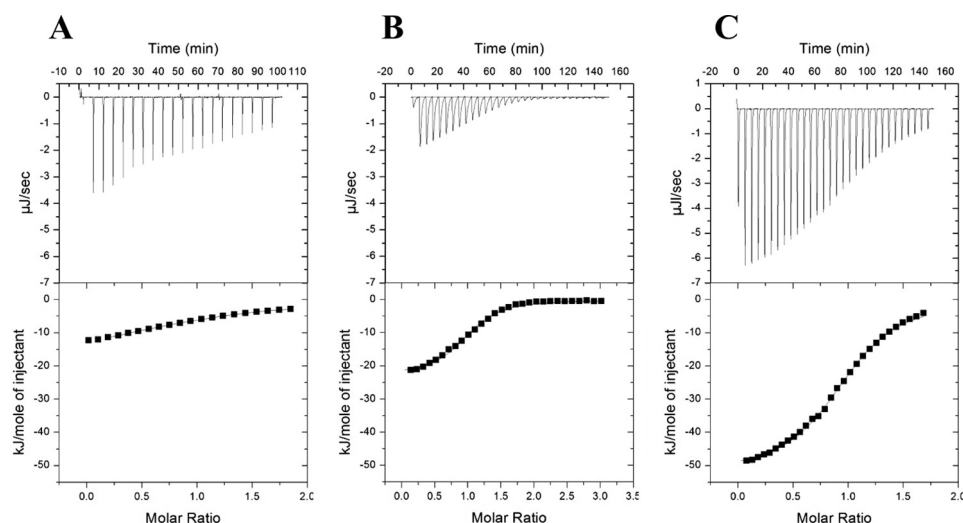 A B C
Time (min) Time (min) Time (min)
-10 0 10 20 30 40 50 60 70 80 90 100 110 -20 0 20 40 60 80 100 120 140 160 -20 0 20 40 60 80 100 120 140 160
0 -1 -2 -3 -4 -5 -6 -7
µJ/sec
0 -1 -2 -3 -4 -5 -6 -7
µJ/sec
1 0 -1 -2 -3 -4 -5 -6 -7
µJl/sec
0 -10 -20 -30 -40 -50
kJ/mole of injectant
0 -10 -20 -30 -40 -50
kJ/mole of injectant
0 -10 -20 -30 -40 -50
kJ/mole of injectant
0.0 0.5 1.0 1.5 2.0 0.0 0.5 1.0 1.5 2.0 2.5 3.0 3.5 0.0 0.5 1.0 1.5 2.0
Molar Ratio Molar Ratio Molar Ratio